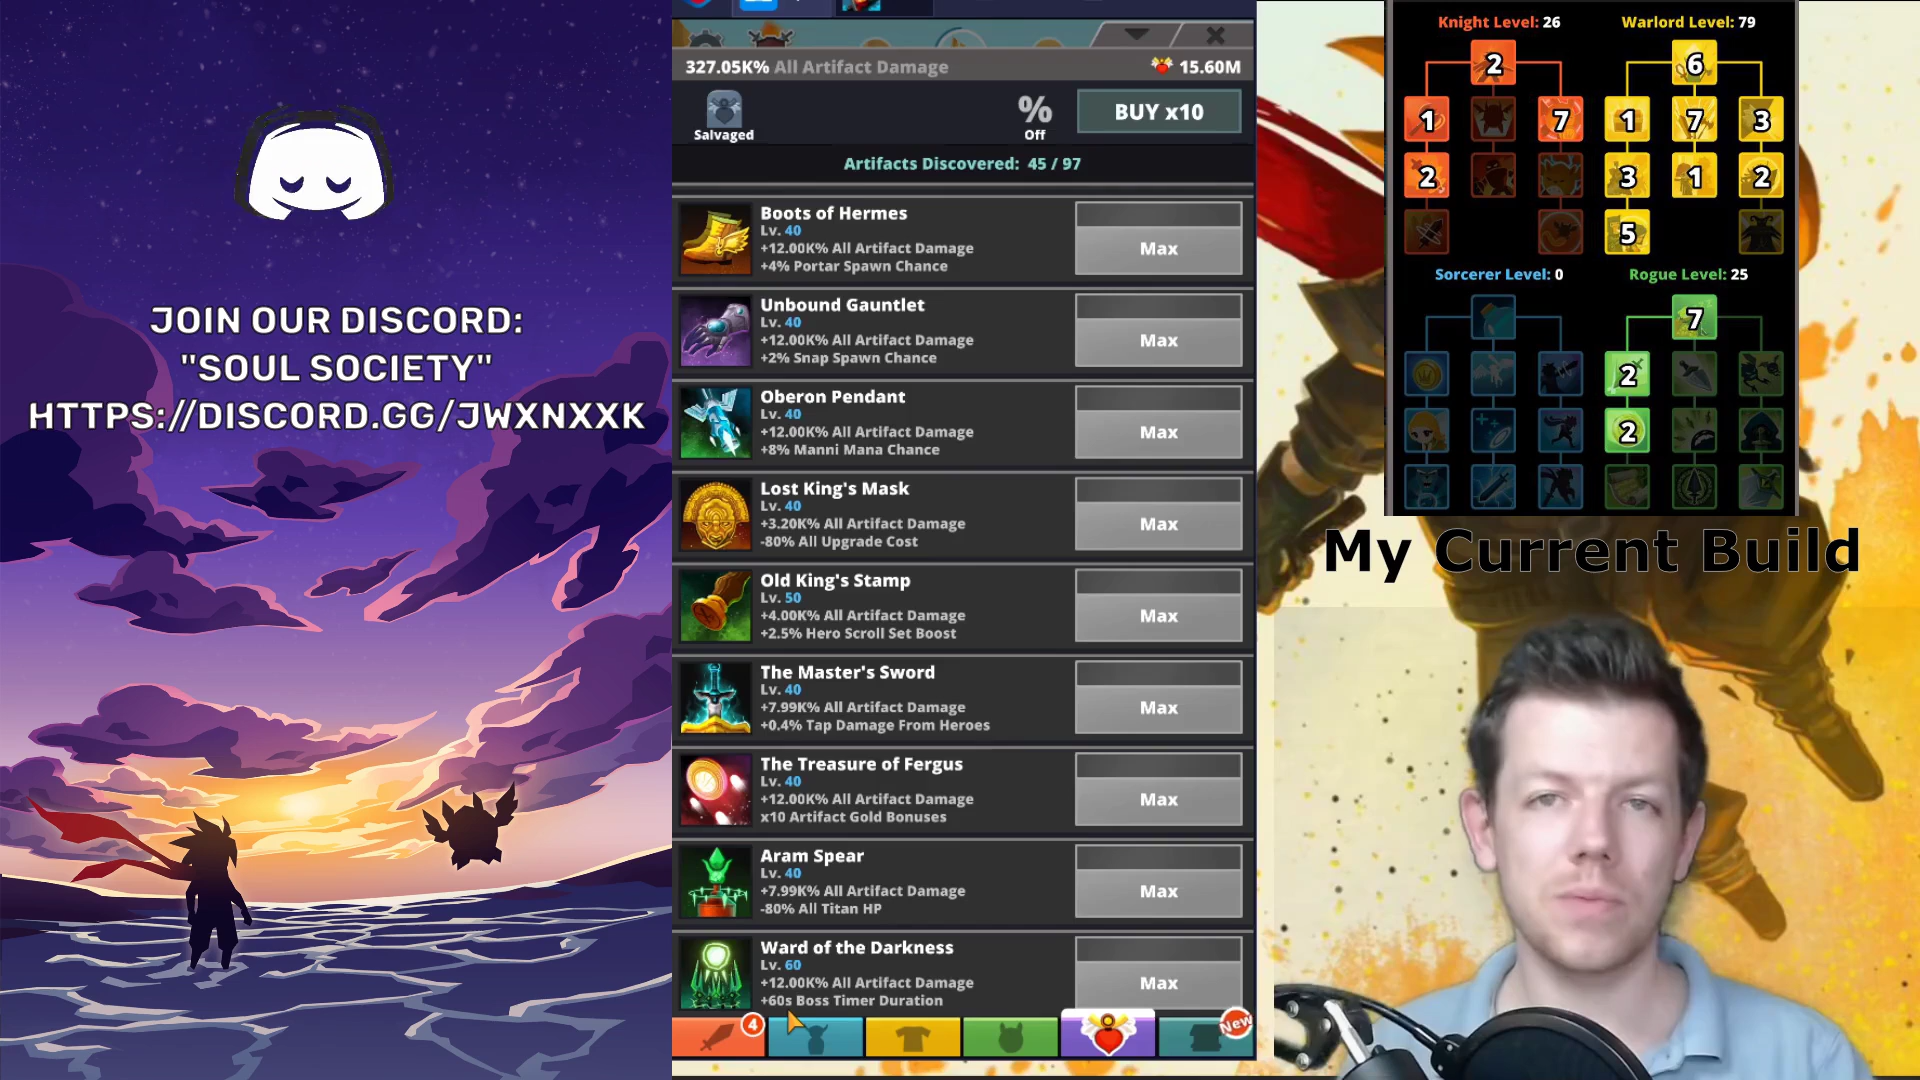 JOIN OUR DISCORD:
"SOUL SOCIETY"
HTTPS://DISCORD.GG/JWXNXXK
327.05K% All Artifact Damage
15.60M
Salvaged
%
Off
BUY x10
Artifacts Discovered: 45 / 97
Boots of Hermes
Lv. 40
+12.00K% All Artifact Damage
+4% Portar Spawn Chance
Max
Unbound Gauntlet
Lv. 40
+12.00K% All Artifact Damage
+2% Snap Spawn Chance
Max
Oberon Pendant
Lv. 40
+12.00K% All Artifact Damage
+8% Manni Mana Chance
Max
Lost King's Mask
Lv. 40
+3.20K% All Artifact Damage
-80% All Upgrade Cost
Max
Old King's Stamp
Lv. 50
+4.00K% All Artifact Damage
+2.5% Hero Scroll Set Boost
Max
The Master's Sword
Lv. 40
+7.99K% All Artifact Damage
+0.4% Tap Damage From Heroes
Max
The Treasure of Fergus
Lv. 40
+12.00K% All Artifact Damage
x10 Artifact Gold Bonuses
Max
Aram Spear
Lv. 40
+7.99K% All Artifact Damage
-80% All Titan HP
Max
Ward of the Darkness
Lv. 60
+12.00K% All Artifact Damage
+60s Boss Timer Duration
Max
4
New
Knight Level: 26
Warlord Level: 79
2
6
1
7
1
7
3
2
3
1
2
5
Sorcerer Level: 0
Rogue Level: 25
7
2
2
My Current Build